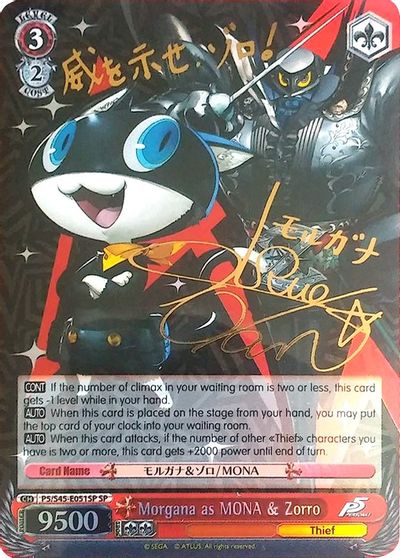 LEVEL
3
2
COST
威を示せ、ゾロ!
モルガナ
CONT If the number of climax in your waiting room is two or less, this card
gets -1 level while in your hand.
AUTO When this card is placed on the stage from your hand, you may put
the top card of your clock into your waiting room.
AUTO When this card attacks, if the number of other «Thief» characters you
have is two or more, this card gets +2000 power until end of turn.
Card Name
モルガナ&ゾロ/MONA
CH P5/S45-E051SP SP
POWER
9500
Morgana as MONA & Zorro
P5
Thief
© SEGA © ATLUS. All rights reserved.